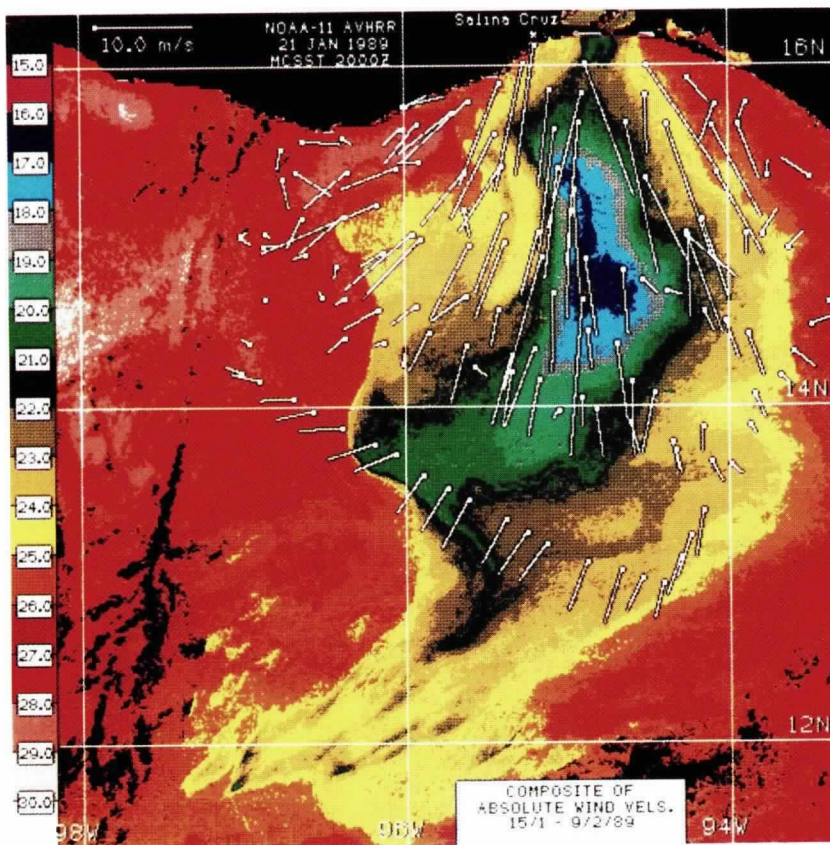 Salina Cruz
NOAA-11 AVHRR
21 JAN 1989
MCSST 2000Z
10.0 m/s
16N
15.0
16.0
17.0
18.0
19.0
20.0
21.0
22.0
23.0
24.0
25.0
26.0
27.0
28.0
29.0
30.0
14N
12N
98W
96W
94W
COMPOSITE OF
ABSOLUTE WIND VELS.
15/1 - 9/2/89